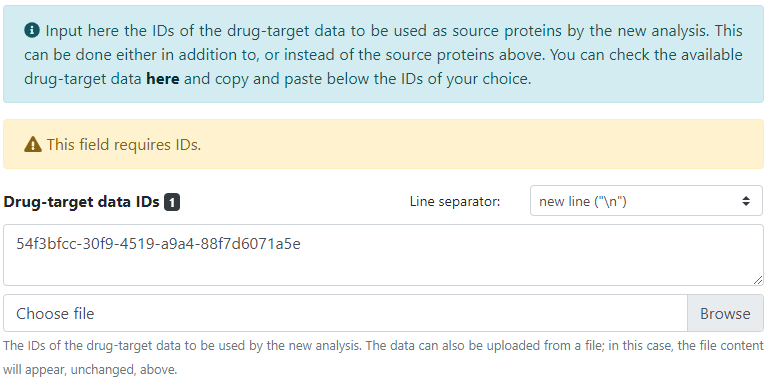 Input here the IDs of the drug-target data to be used as source proteins by the new analysis. This
can be done either in addition to, or instead of the source proteins above. You can check the available
drug-target data here and copy and paste below the IDs of your choice.
This field requires IDs.
Drug-target data IDs 1 Line separator: new line ("\n")
54f3bfcc-30f9-4519-a9a4-88f7d6071a5e
Choose file Browse
The IDs of the drug-target data to be used by the new analysis. The data can also be uploaded from a file; in this case, the file content
will appear, unchanged, above.